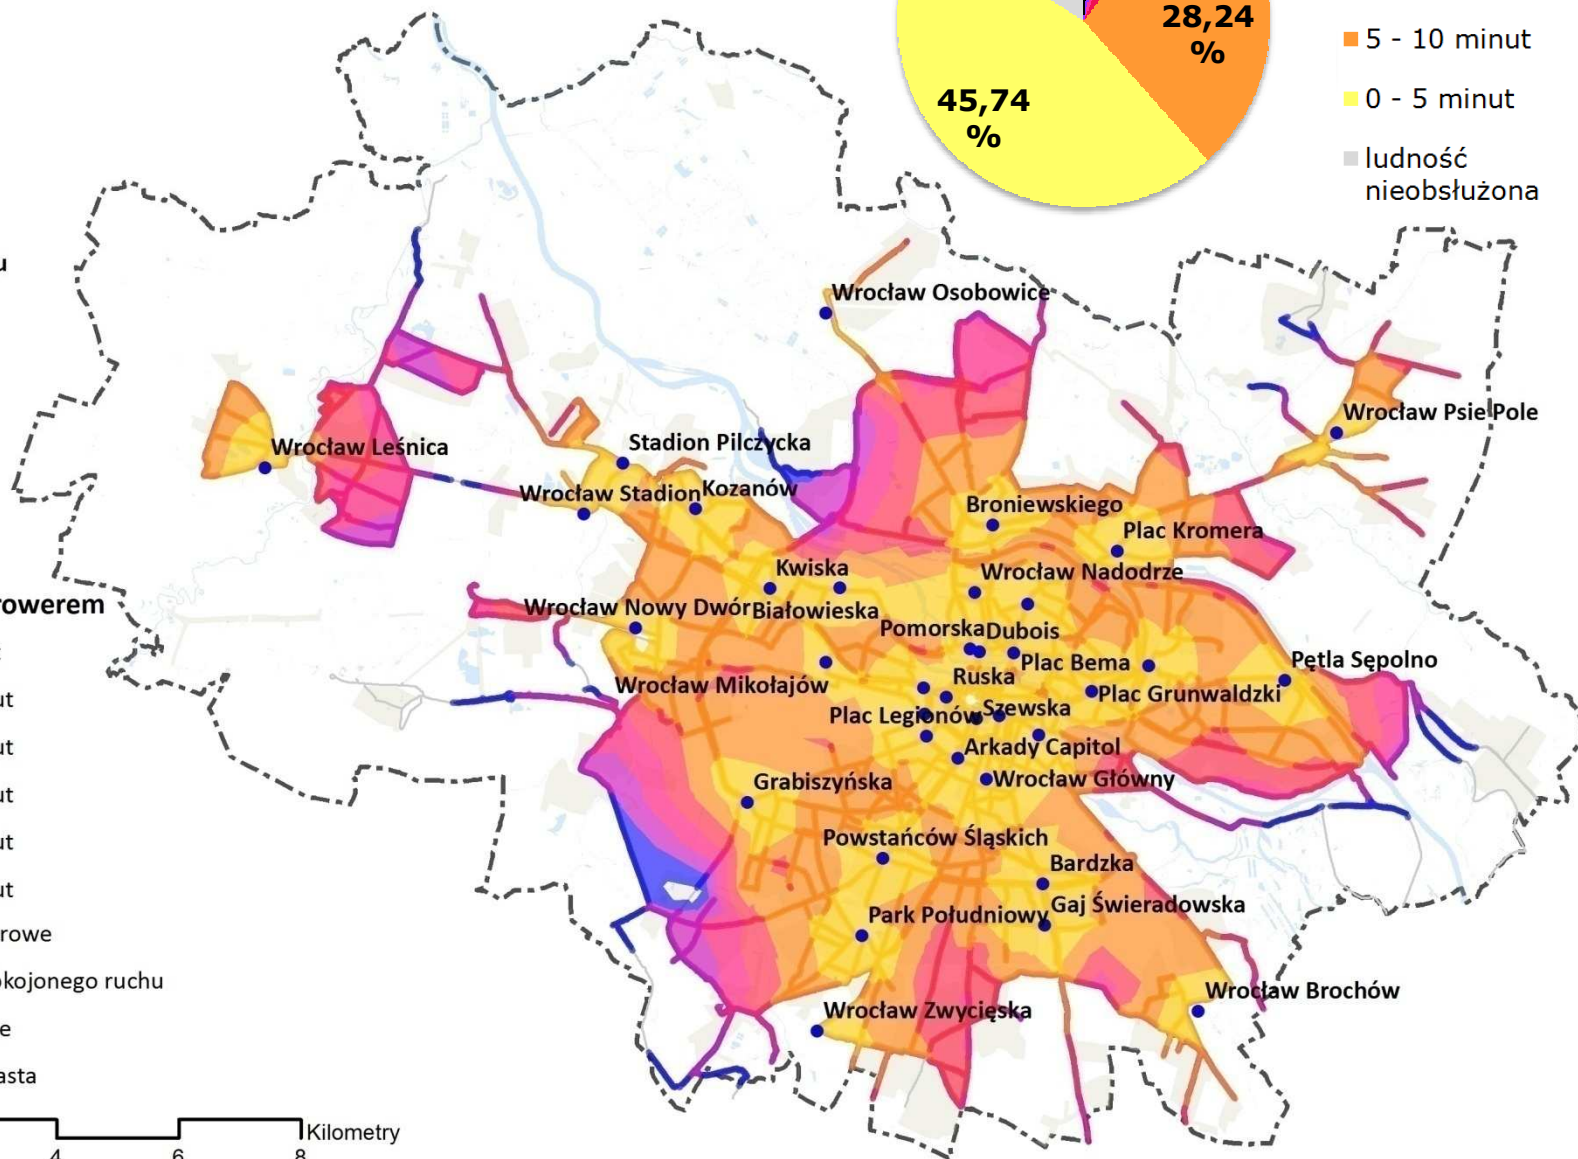 28,24
%
45,74
%
5 - 10 minut
0 - 5 minut
ludność
nieobsłużona
u
Wrocław Osobowice
Wrocław Psie Pole
Wrocław Leśnica
Stadion Pilczycka
Wrocław Stadion
Kozanów
Broniewskiego
Plac Kromera
Kwiska
Wrocław Nadodrze
rowerem
Wrocław Nowy Dwór
Białowieska
Pomorska
Dubois
Plac Bema
Pętla Sępolno
Ruska
Wrocław Mikołajów
Plac Grunwaldzki
Plac Legionów
Szewska
Arkady Capitol
Grabiszyńska
Wrocław Główny
Powstańców Śląskich
Bardzka
Park Południowy
Gaj Świeradowska
Wrocław Brochów
Wrocław Zwycięska
ut
ut
ut
ut
ut
rowe
okojonego ruchu
e
asta
Kilometry
4 6 8